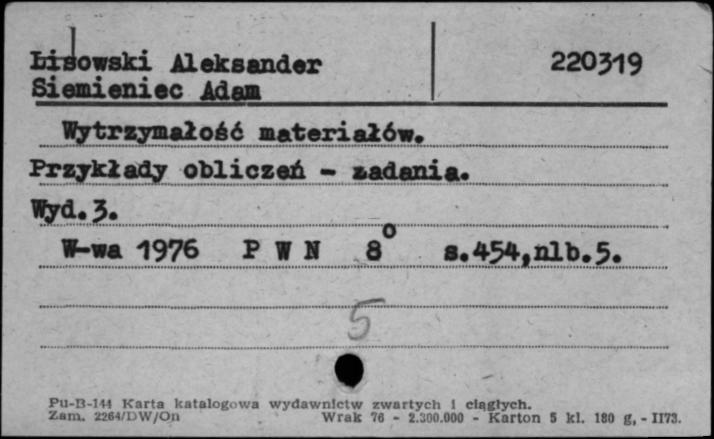 Lisowski Aleksander 220319
Siemieniec Adam
Wytrzymałość materiałów.
Przykłady obliczeń - zadania.
Wyd.3.
W-wa 1976 P W N 8° s.454,nlb.5.
5
Pu-B-144 Karta katalogowa wydawnictw zwartych i ciągłych.
Zam. 2264/DW/On Wrak 76 - 2.300.000 - Karton 5 kl. 180 g, - II73.